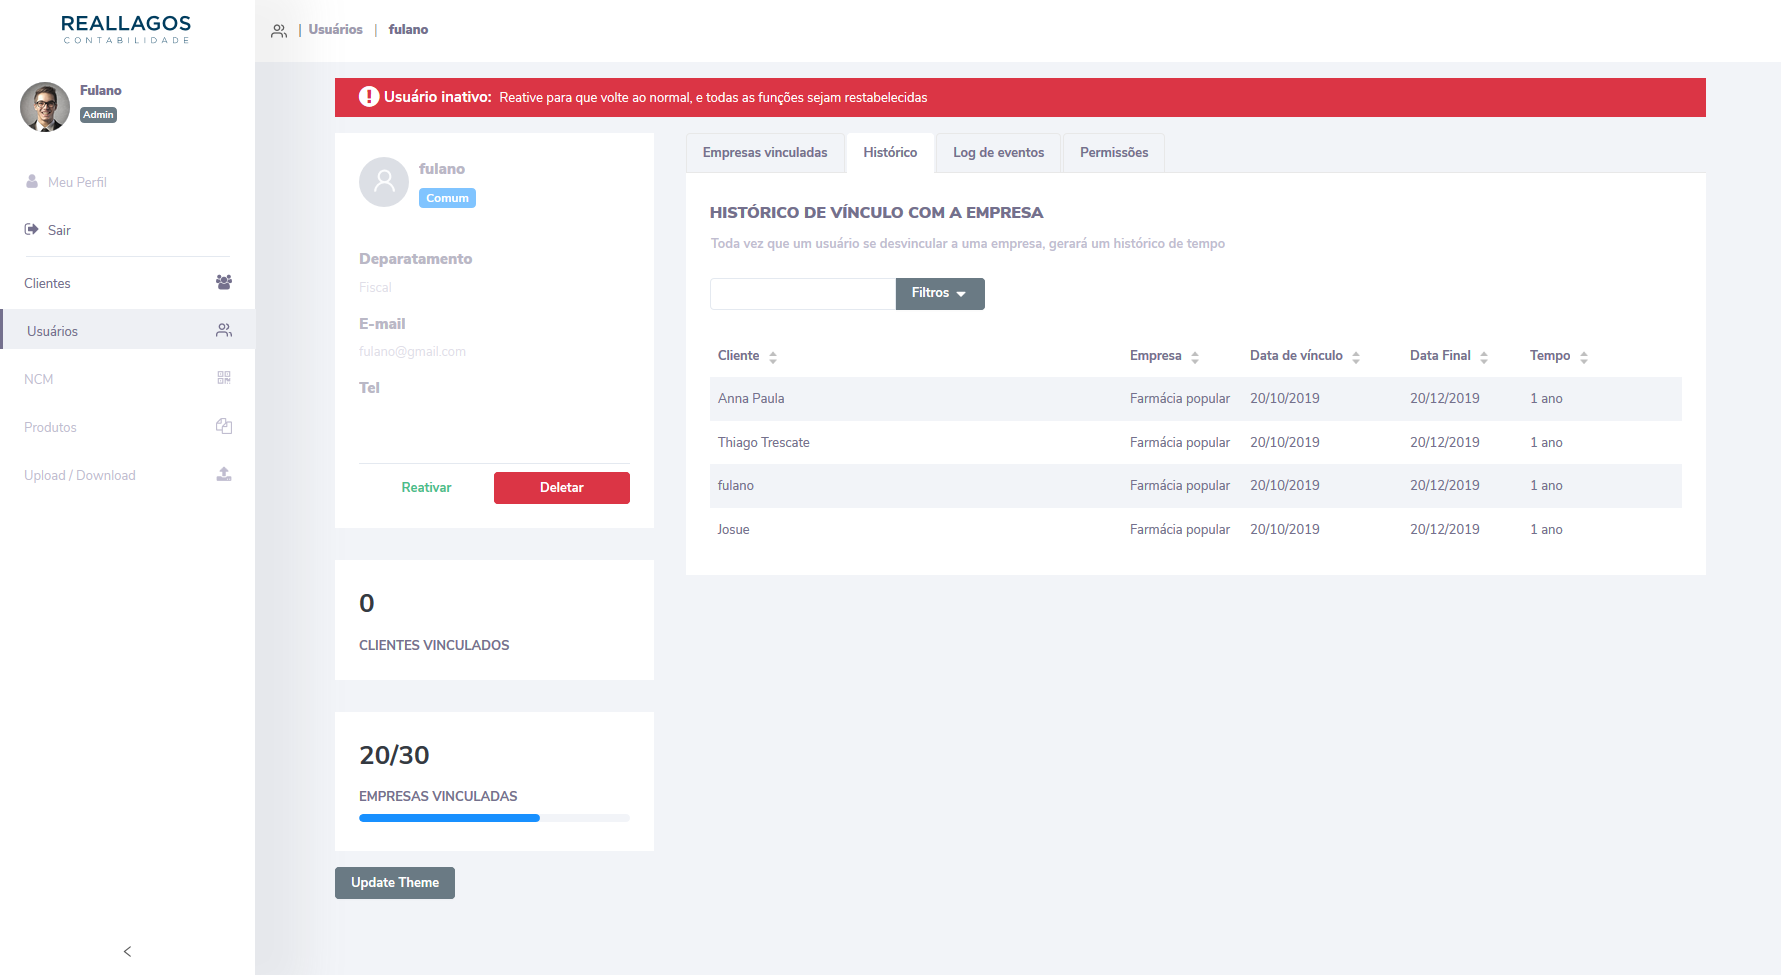 REALLAGOS
CONTABILIDADE
| Usuários | fulano
Fulano
Admin
Meu Perfil
Sair
Clientes
Usuários
NCM
Produtos
Upload / Download
Usuário inativo: Reative para que volte ao normal, e todas as funções sejam restabelecidas
fulano
Comum
Deparatamento
Fiscal
E-mail
fulano@gmail.com
Tel
Reativar Deletar
0
CLIENTES VINCULADOS
20/30
EMPRESAS VINCULADAS
Update Theme
Empresas vinculadas Histórico Log de eventos Permissões
HISTÓRICO DE VÍNCULO COM A EMPRESA
Toda vez que um usuário se desvincular a uma empresa, gerará um histórico de tempo
Filtros
Cliente Empresa Data de vínculo Data Final Tempo
Anna Paula Farmácia popular 20/10/2019 20/12/2019 1 ano
Thiago Trescate Farmácia popular 20/10/2019 20/12/2019 1 ano
fulano Farmácia popular 20/10/2019 20/12/2019 1 ano
Josue Farmácia popular 20/10/2019 20/12/2019 1 ano